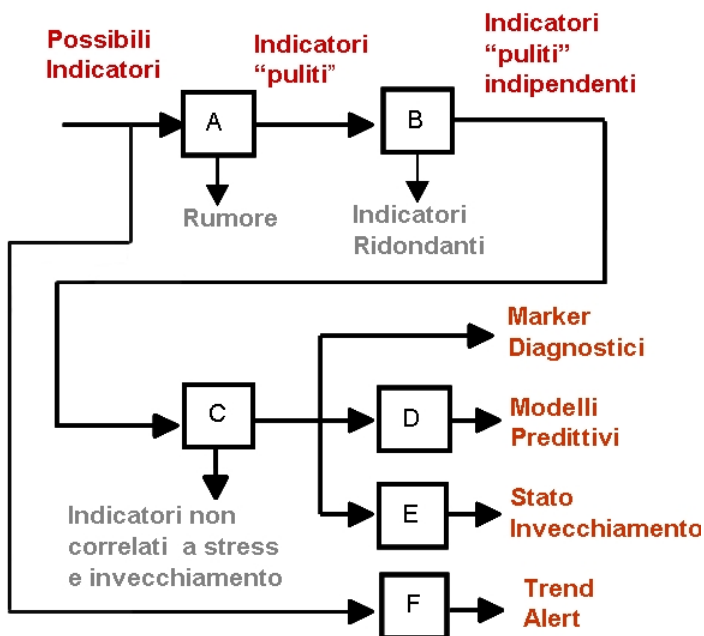 Possibili
Indicatori
Indicatori
“puliti”
Indicatori
“puliti”
indipendenti
A
B
Rumore
Indicatori
Ridondanti
Marker
Diagnostici
C
D
Modelli
Predittivi
E
Stato
Invecchiamento
Indicatori non
correlati a stress
e invecchiamento
F
Trend
Alert